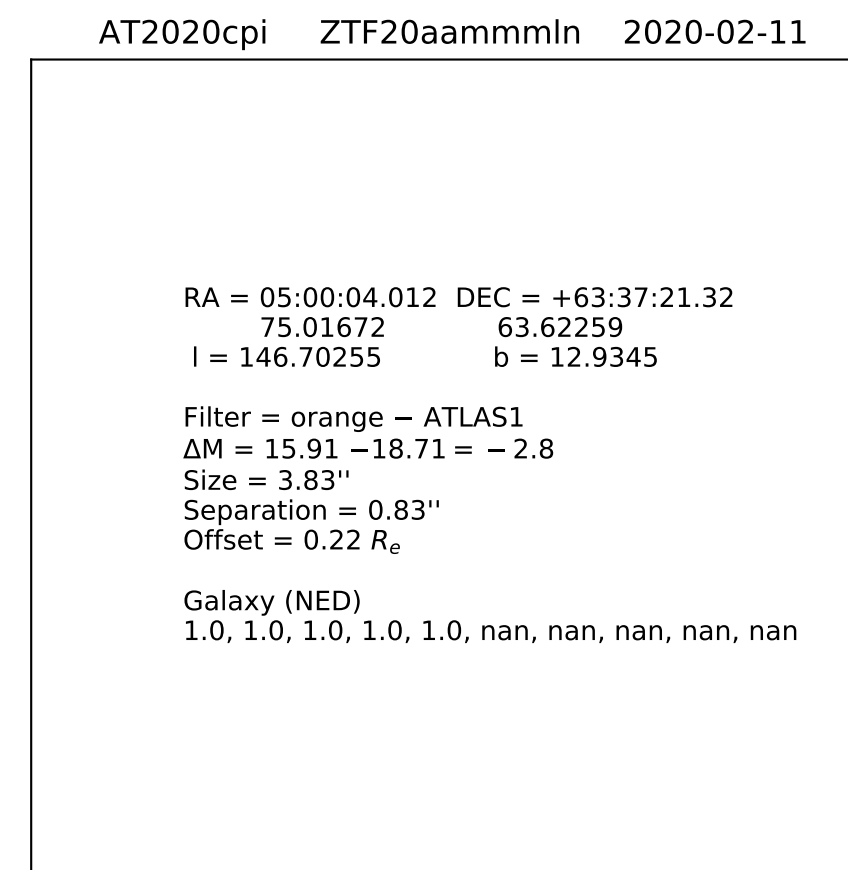 AT2020cpi ZTF20aammmln 2020-02-11
RA = 05:00:04.012 DEC = +63:37:21.32
75.01672 63.62259
l = 146.70255 b = 12.9345
Filter = orange − ATLAS1
ΔM = 15.91 −18.71 = − 2.8
Size = 3.83''
Separation = 0.83''
Offset = 0.22 Rₑ
Galaxy (NED)
1.0, 1.0, 1.0, 1.0, 1.0, nan, nan, nan, nan, nan